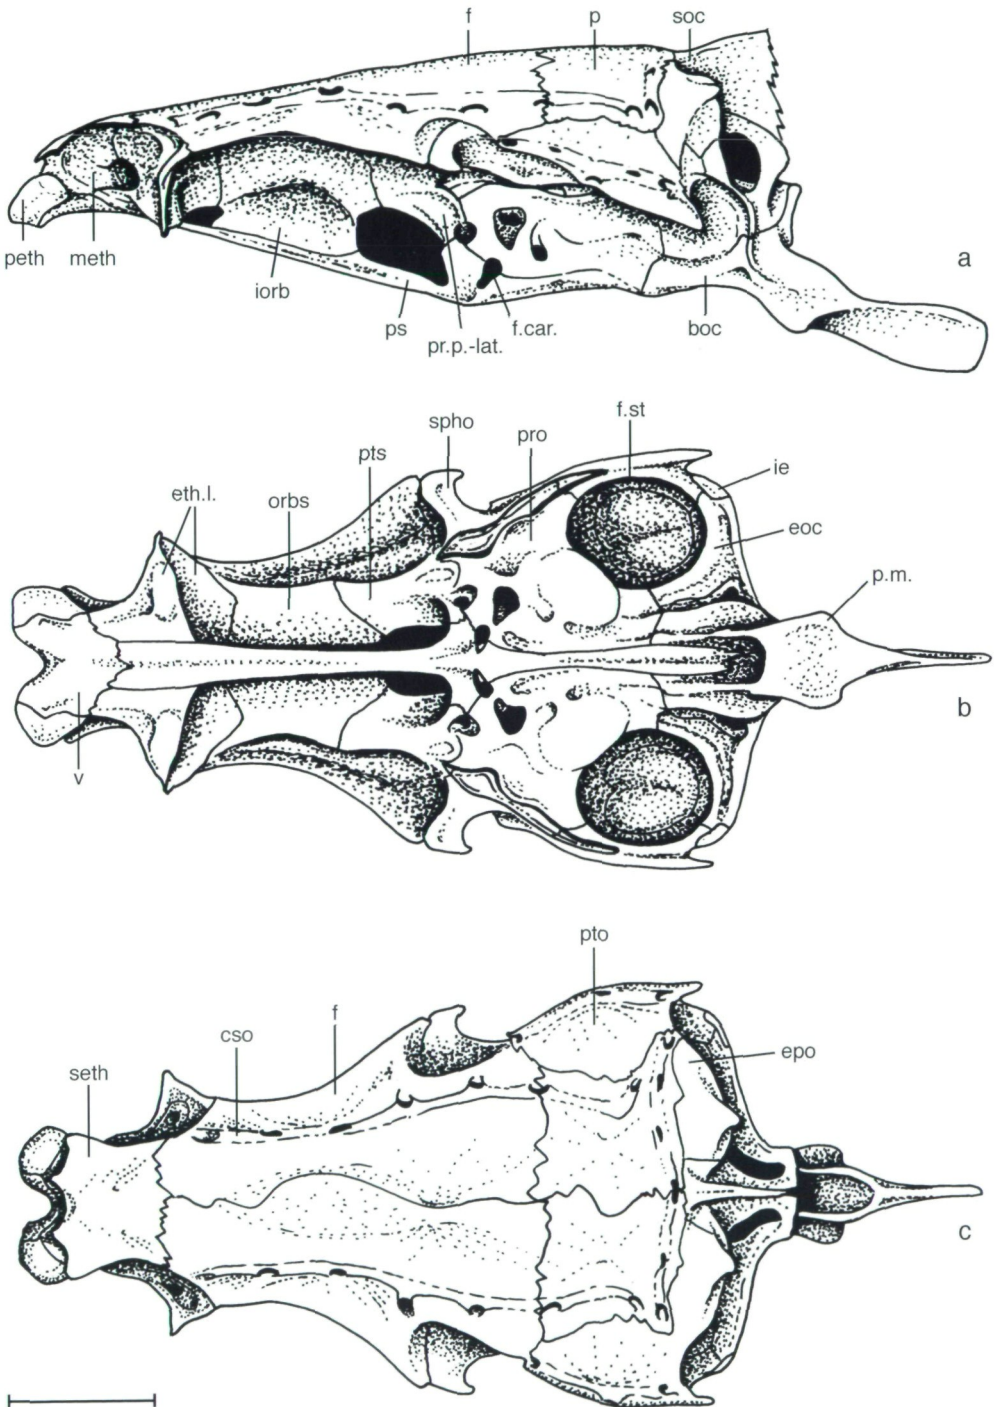 f p soc
peth meth
iorb
ps
pr.p.-lat.
f.car.
boc
a
f.st
spho
pro
pts
ie
eth.l.
orbs
eoc
p.m.
b
v
pto
f
cso
epo
seth
c